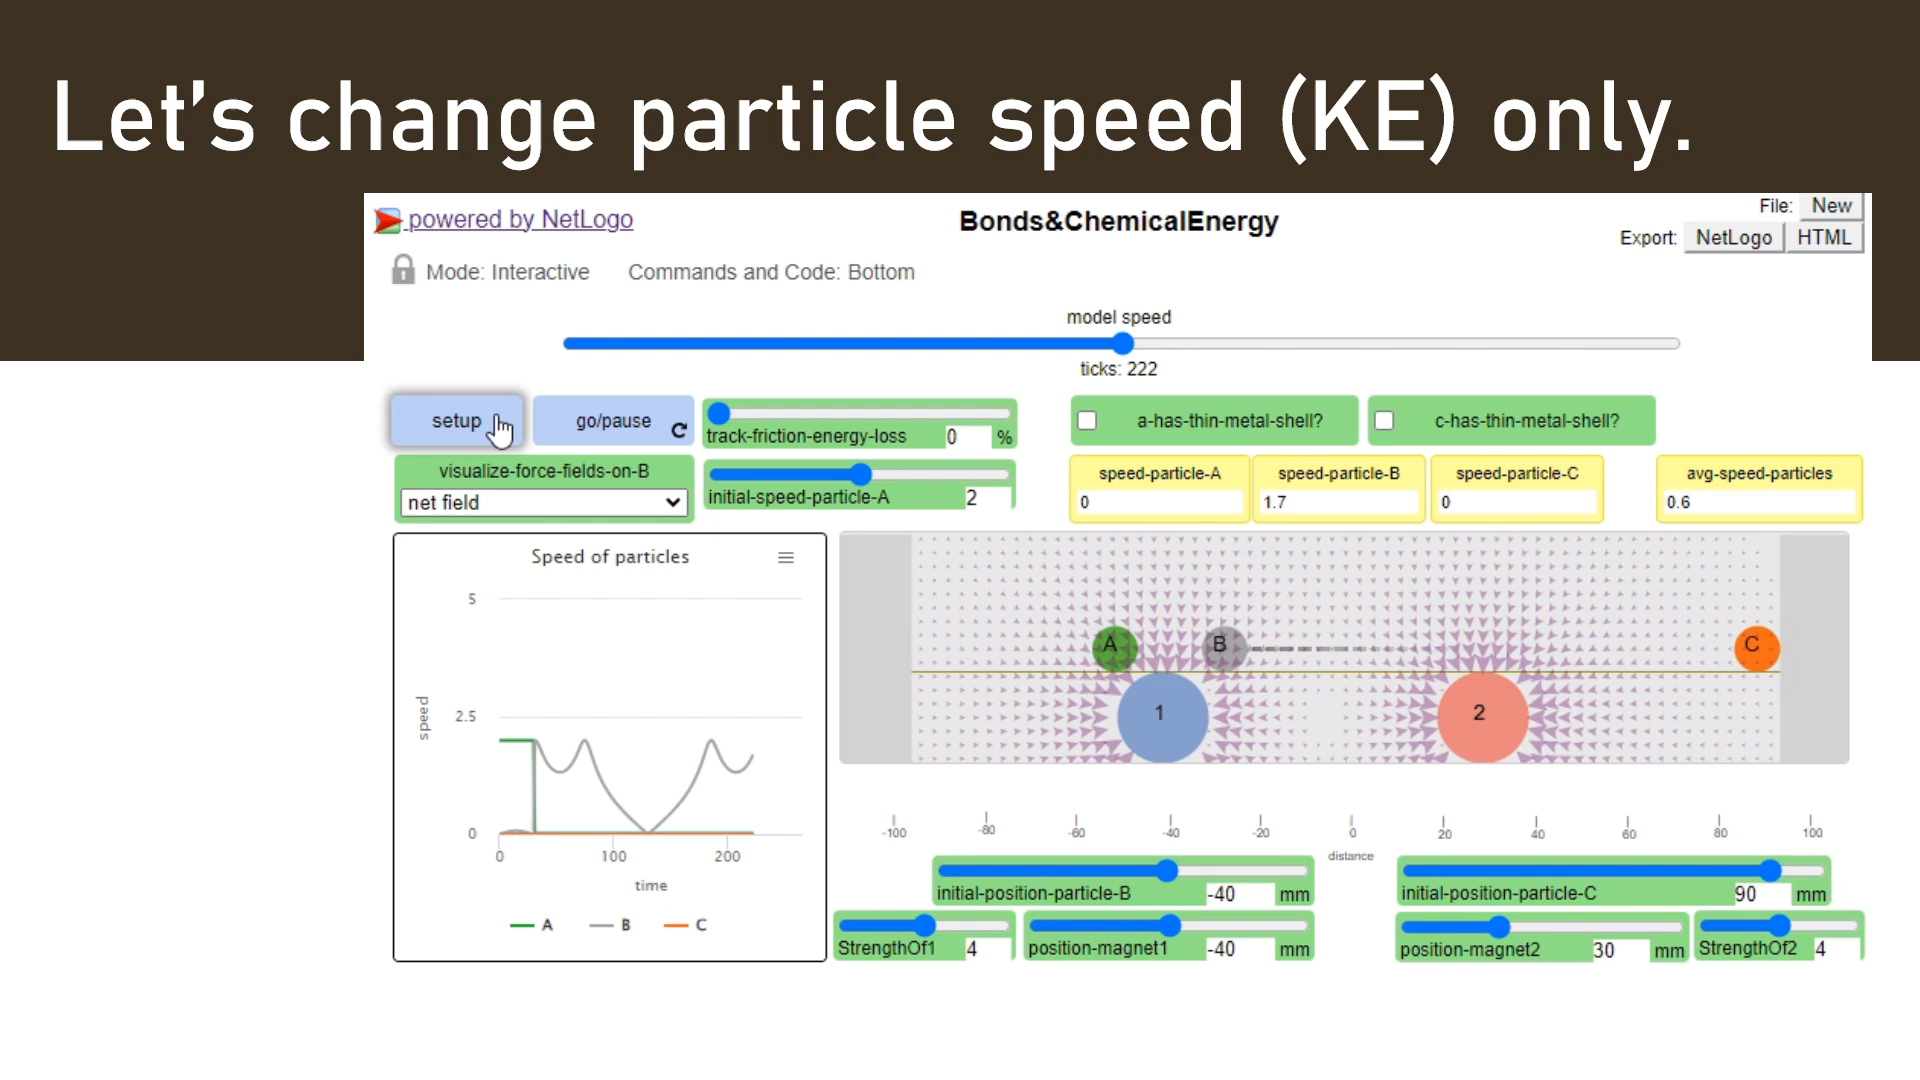 Let's change particle speed (KE) only.
powered by NetLogo
Bonds&ChemicalEnergy
File: New
Export: NetLogo HTML
Mode: Interactive Commands and Code: Bottom
model speed
ticks: 222
setup go/pause
track-friction-energy-loss 0 %
a-has-thin-metal-shell? c-has-thin-metal-shell?
visualize-force-fields-on-B
net field
initial-speed-particle-A 2
speed-particle-A speed-particle-B speed-particle-C avg-speed-particles
0 1.7 0 0.6
Speed of particles
5
2.5
0
speed
0 100 200
time
A B C
A B C
1 2
-100 -80 -60 -40 -20 0 20 40 60 80 100
distance
initial-position-particle-B -40 mm initial-position-particle-C 90 mm
StrengthOf1 4 position-magnet1 -40 mm position-magnet2 30 mm StrengthOf2 4